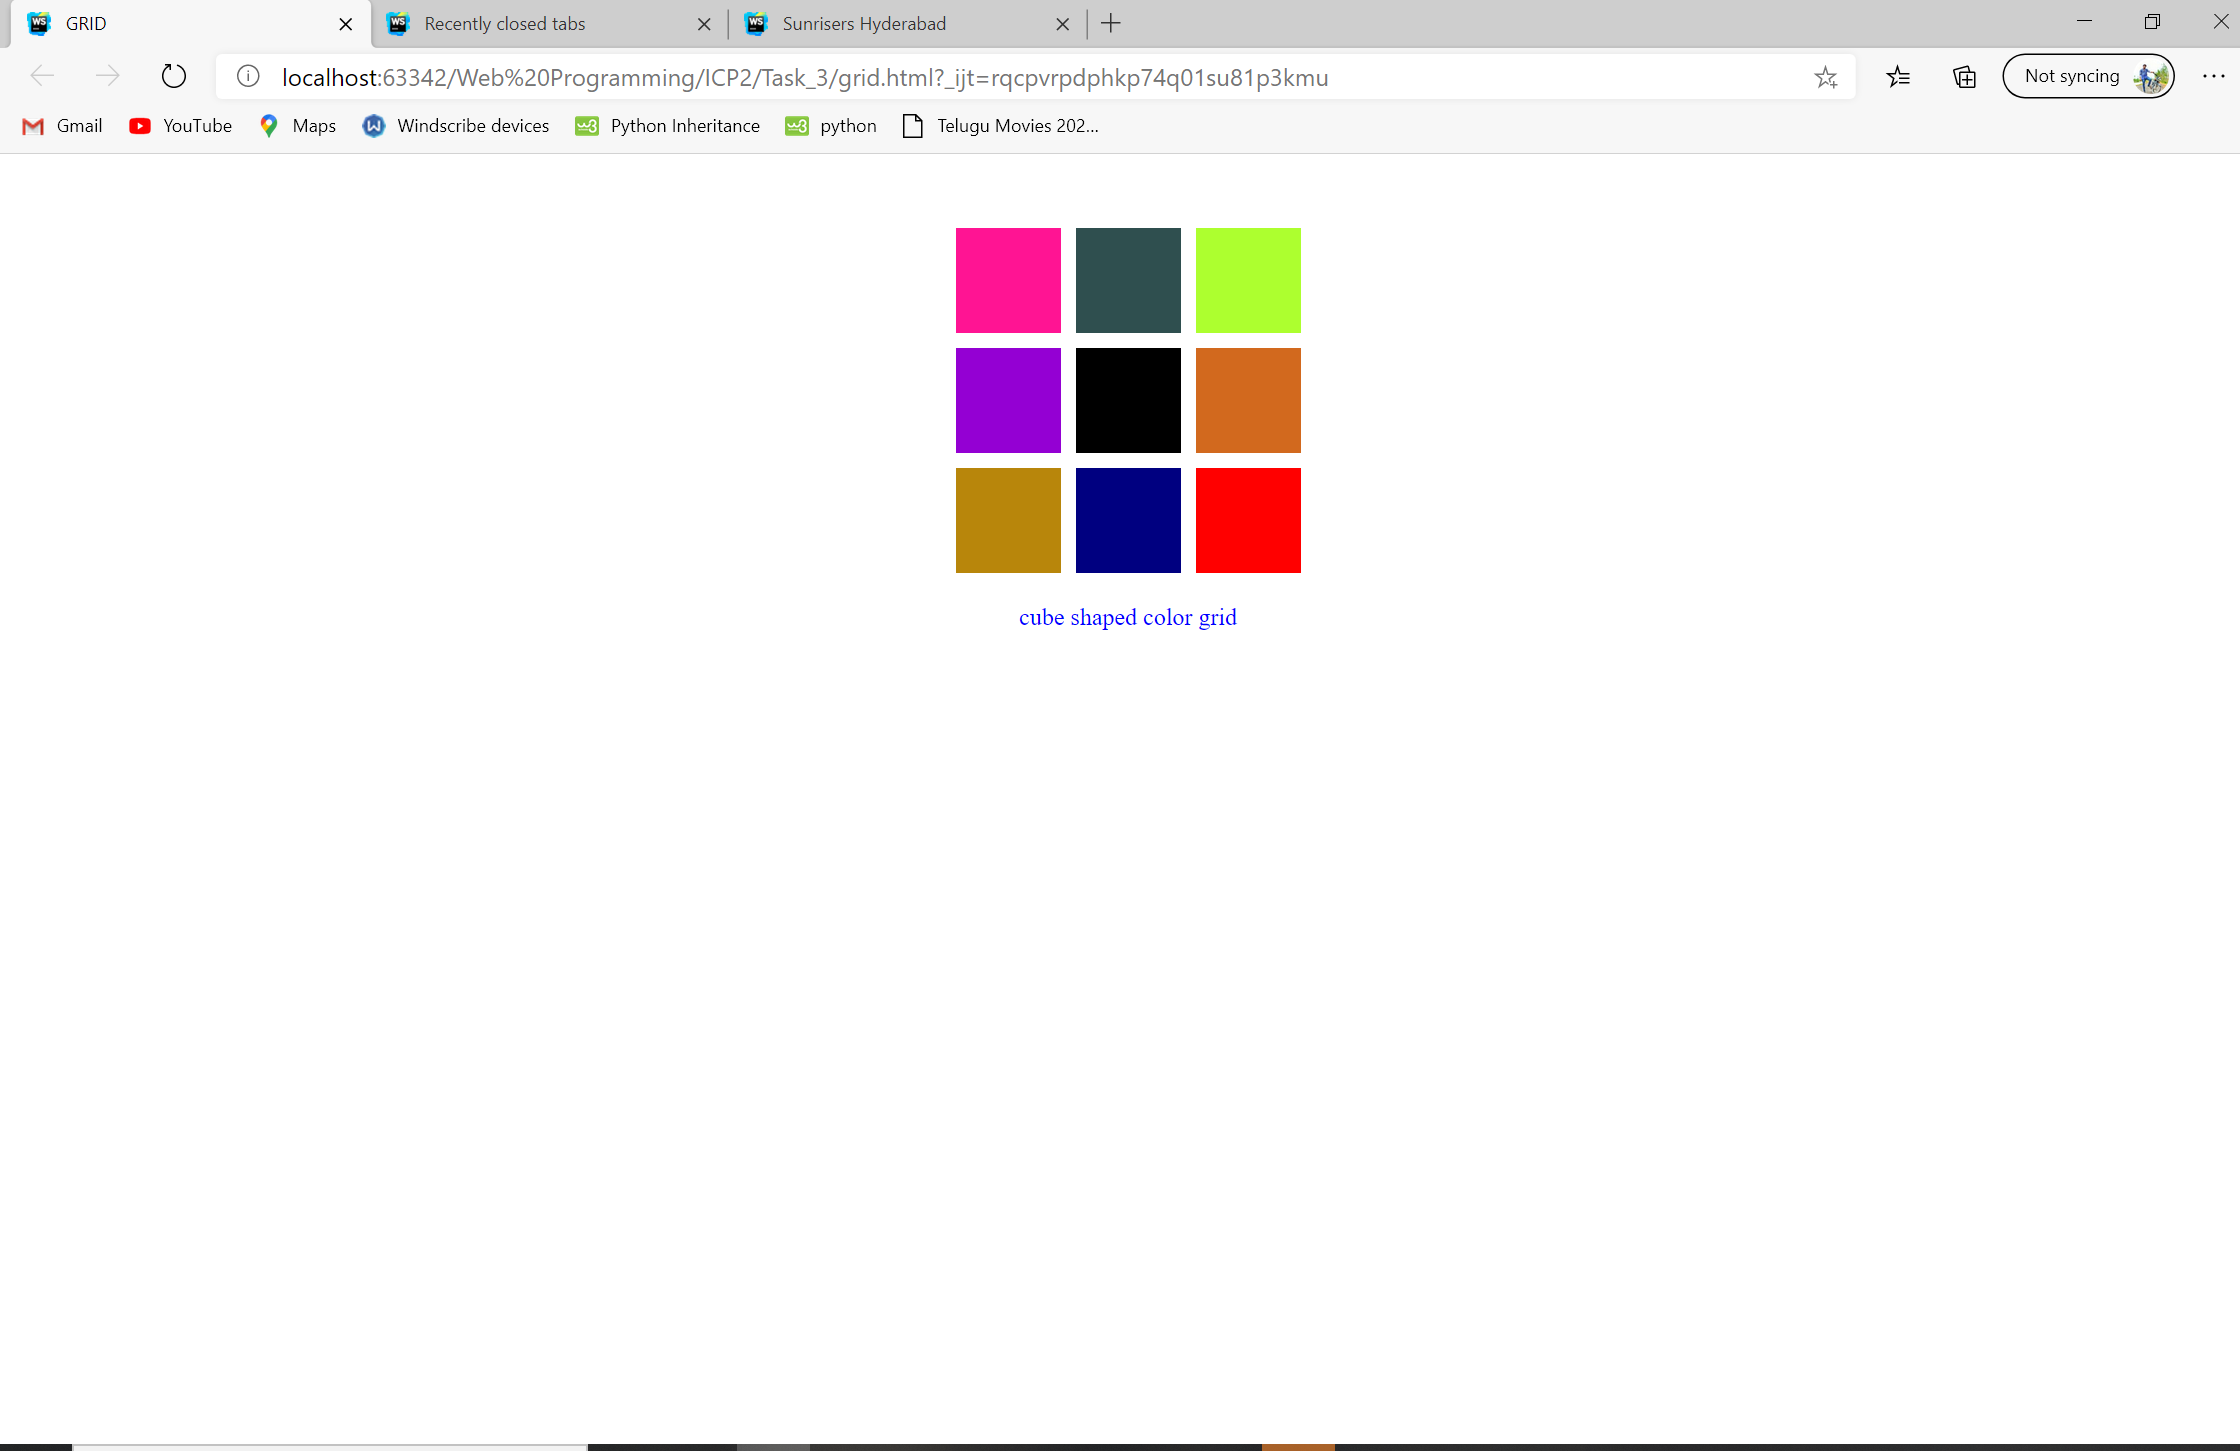 GRID
Recently closed tabs
Sunrisers Hyderabad
localhost:63342/Web%20Programming/ICP2/Task_3/grid.html?_ijt=rqcpvrpdphkp74q01su81p3kmu
Not syncing
Gmail YouTube Maps Windscribe devices Python Inheritance python Telugu Movies 202...
cube shaped color grid